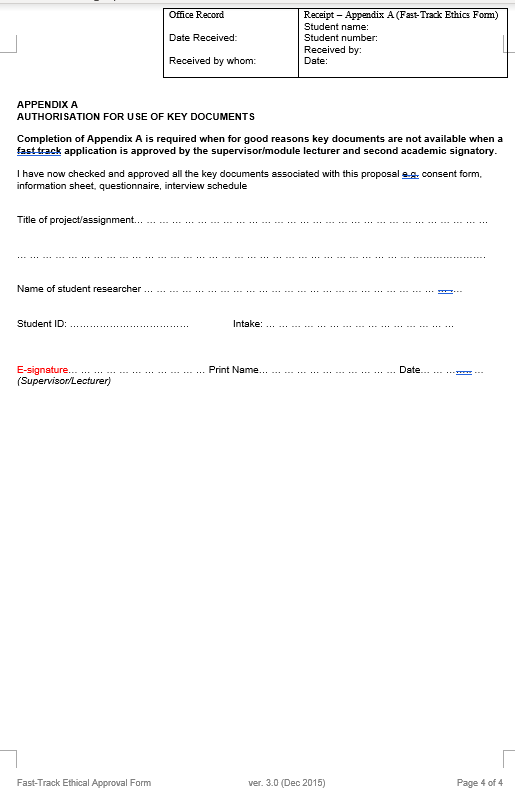 Office Record
Date Received:
Received by whom:
Receipt – Appendix A (Fast-Track Ethics Form)
Student name:
Student number:
Received by:
Date:
APPENDIX A
AUTHORISATION FOR USE OF KEY DOCUMENTS
Completion of Appendix A is required when for good reasons key documents are not available when a
fast track application is approved by the supervisor/module lecturer and second academic signatory.
I have now checked and approved all the key documents associated with this proposal e.g. consent form,
information sheet, questionnaire, interview schedule
Title of project/assignment… … … … … … … … … … … … … … … … … … … … … … … … … … … …
… … … … … … … … … … … … … … … … … … … … … … … … … … … … … … … …........................
Name of student researcher … … … … … … … … … … … … … … … … … … … … … … … … ……
Student ID: ……………………………… Intake: … … … … … … … … … … … … … … …
E-signature… … … … … … … … … … … Print Name… … … … … … … … … … … Date… … …….. …
(Supervisor/Lecturer)
Fast-Track Ethical Approval Form ver. 3.0 (Dec 2015) Page 4 of 4